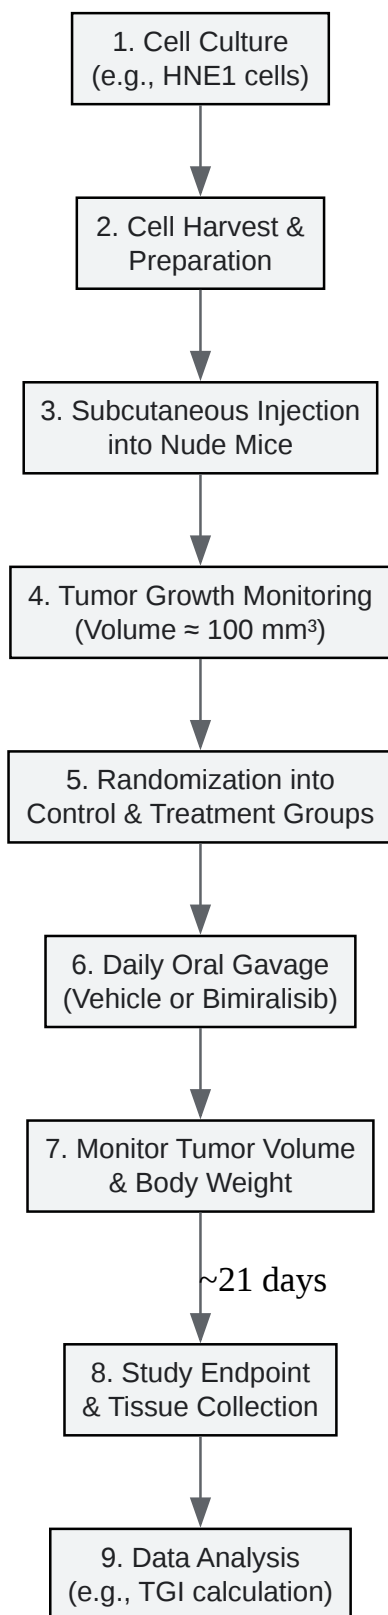 1. Cell Culture
(e.g., HNE1 cells)
2. Cell Harvest &
Preparation
3. Subcutaneous Injection
into Nude Mice
4. Tumor Growth Monitoring
(Volume ≈ 100 mm³)
5. Randomization into
Control & Treatment Groups
6. Daily Oral Gavage
(Vehicle or Bimiralisib)
7. Monitor Tumor Volume
& Body Weight
~21 days
8. Study Endpoint
& Tissue Collection
9. Data Analysis
(e.g., TGI calculation)